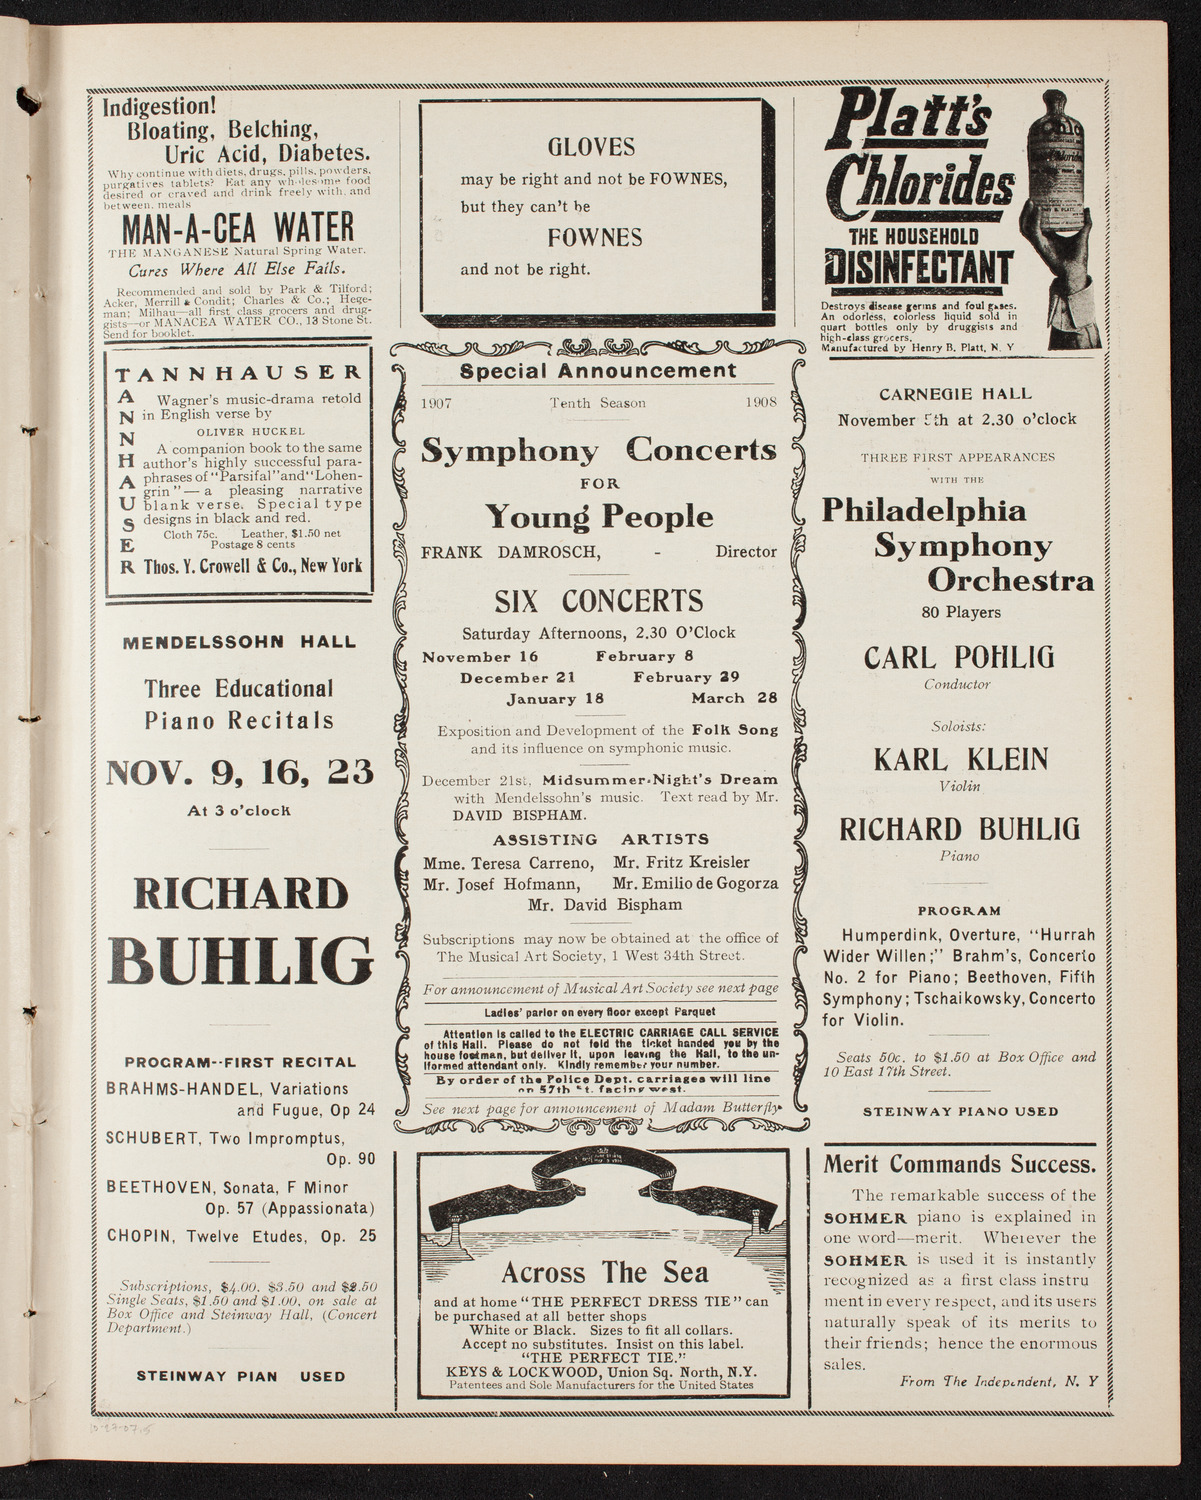 Indigestion!
Bloating, Belching,
Uric Acid, Diabetes.
Why continue with diets, drugs, pills, powders,
purgatives tablets? Eat any wholesome food
desired or craved and drink freely with, and
between, meals
MAN-A-CEA WATER
THE MANGANESE Natural Spring Water.
Cures Where All Else Fails.
Recommended and sold by Park & Tilford;
Acker, Merrill & Condit; Charles & Co.; Hege-
man; Milhau—all first class grocers and drug-
gists—or MANACEA WATER CO., 13 Stone St.
Send for booklet.
TANNHAUSER
TANNHAUSER
Wagner's music-drama retold
in English verse by
OLIVER HUCKEL
A companion book to the same
author's highly successful para-
phrases of "Parsifal" and "Lohen-
grin"—a pleasing narrative
blank verse. Special type
designs in black and red.
Cloth 75c. Leather, $1.50 net
Postage 8 cents
Thos. Y. Crowell & Co., New York
MENDELSSOHN HALL
Three Educational
Piano Recitals
NOV. 9, 16, 23
At 3 o'clock
RICHARD
BUHLIG
PROGRAM--FIRST RECITAL
BRAHMS-HANDEL, Variations
and Fugue, Op 24
SCHUBERT, Two Impromptus,
Op. 90
BEETHOVEN, Sonata, F Minor
Op. 57 (Appassionata)
CHOPIN, Twelve Etudes, Op. 25
Subscriptions, $4.00, $3.50 and $2.50
Single Seats, $1.50 and $1.00, on sale at
Box Office and Steinway Hall, (Concert
Department.)
STEINWAY PIAN USED
GLOVES
may be right and not be FOWNES,
but they can't be
FOWNES
and not be right.
Special Announcement
1907 Tenth Season 1908
Symphony Concerts
FOR
Young People
FRANK DAMROSCH, - Director
SIX CONCERTS
Saturday Afternoons, 2.30 O'Clock
November 16 February 8
December 21 February 29
January 18 March 28
Exposition and Development of the Folk Song
and its influence on symphonic music.
December 21st, Midsummer-Night's Dream
with Mendelssohn's music. Text read by Mr.
DAVID BISPHAM.
ASSISTING ARTISTS
Mme. Teresa Carreno, Mr. Fritz Kreisler
Mr. Josef Hofmann, Mr. Emilio de Gogorza
Mr. David Bispham
Subscriptions may now be obtained at the office of
The Musical Art Society, 1 West 34th Street.
For announcement of Musical Art Society see next page
Ladies' parlor on every floor except Parquet
Attention is called to the ELECTRIC CARRIAGE CALL SERVICE
of this Hall. Please do not fold the ticket handed you by the
house footman, but deliver it, upon leaving the Hall, to the un-
iformed attendant only. Kindly remember your number.
By order of the Police Dept. carriages will line
on 57th St. facing west.
See next page for announcement of Madam Butterfly
Across The Sea
and at home "THE PERFECT DRESS TIE" can
be purchased at all better shops
White or Black. Sizes to fit all collars.
Accept no substitutes. Insist on this label.
"THE PERFECT TIE."
KEYS & LOCKWOOD, Union Sq. North, N.Y.
Patentees and Sole Manufacturers for the United States
Platt's
Chlorides
THE HOUSEHOLD
DISINFECTANT
Destroys disease germs and foul gases.
An odorless, colorless liquid sold in
quart bottles only by druggists and
high-class grocers.
Manufactured by Henry B. Platt, N. Y
CARNEGIE HALL
November 5th at 2.30 o'clock
THREE FIRST APPEARANCES
WITH THE
Philadelphia
Symphony
Orchestra
80 Players
CARL POHLIG
Conductor
Soloists:
KARL KLEIN
Violin
RICHARD BUHLIG
Piano
PROGRAM
Humperdink, Overture, "Hurrah
Wider Willen;" Brahm's, Concerto
No. 2 for Piano; Beethoven, Fifth
Symphony; Tschaikowsky, Concerto
for Violin.
Seats 50c. to $1.50 at Box Office and
10 East 17th Street.
STEINWAY PIANO USED
Merit Commands Success.
The remarkable success of the
SOHMER piano is explained in
one word—merit. Wherever the
SOHMER is used it is instantly
recognized as a first class instru
ment in every respect, and its users
naturally speak of its merits to
their friends; hence the enormous
sales.
From The Independent, N. Y
10-29-07.5